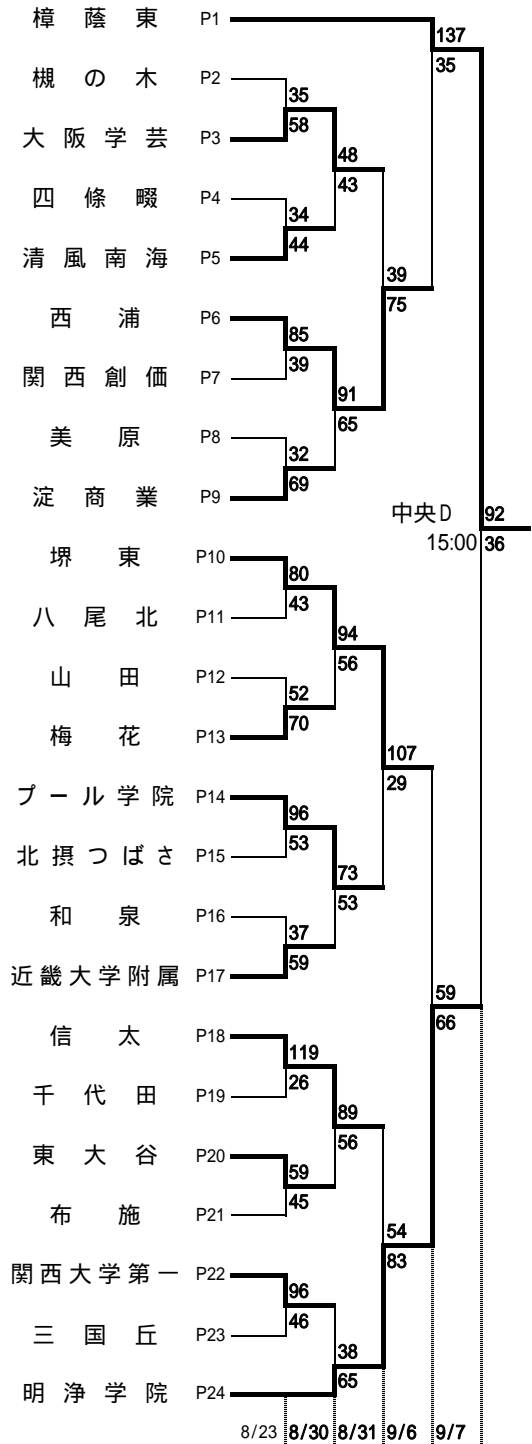 樟蔭東 P1
137
35
槻の木 P2
35
58
大阪学芸 P3
48
43
四條畷 P4
34
44
清風南海 P5
39
75
西浦 P6
85
39
関西創価 P7
91
65
美原 P8
32
69
淀商業 P9
中央D 92
15:00 36
堺東 P10
80
43
八尾北 P11
94
56
山田 P12
52
70
梅花 P13
107
29
プール学院 P14
96
53
北摂つばさ P15
73
53
和泉 P16
37
59
近畿大学附属 P17
59
66
信太 P18
119
26
千代田 P19
89
56
東大谷 P20
59
45
布施 P21
54
83
関西大学第一 P22
96
46
三国丘 P23
38
65
明浄学院 P24
8/23 8/30 8/31 9/6 9/7